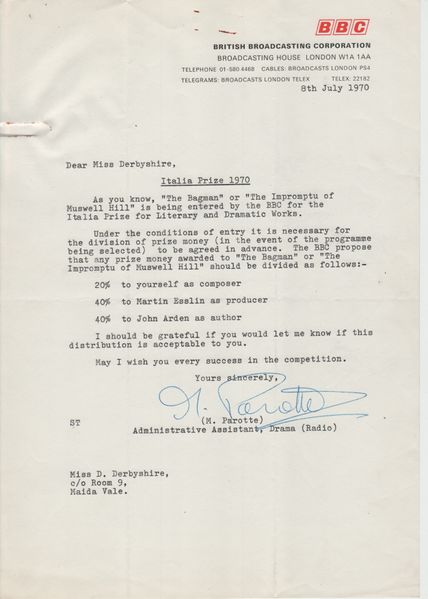 BBC
BRITISH BROADCASTING CORPORATION
BROADCASTING HOUSE LONDON W1A 1AA
TELEPHONE 01-580 4468 CABLES: BROADCASTS LONDON PS4
TELEGRAMS: BROADCASTS LONDON TELEX TELEX: 22182
8th July 1970
Dear Miss Derbyshire,
Italia Prize 1970
As you know, "The Bagman" or "The Impromptu of
Muswell Hill" is being entered by the BBC for the
Italia Prize for Literary and Dramatic Works.
Under the conditions of entry it is necessary for
the division of prize money (in the event of the programme
being selected) to be agreed in advance. The BBC propose
that any prize money awarded to "The Bagman" or "The
Impromptu of Muswell Hill" should be divided as follows:-
20% to yourself as composer
40% to Martin Esslin as producer
40% to John Arden as author
I should be grateful if you would let me know if this
distribution is acceptable to you.
May I wish you every success in the competition.
Yours sincerely,
M. Parotte
ST
(M. Parotte)
Administrative Assistant, Drama (Radio)
Miss D. Derbyshire,
c/o Room 9,
Maida Vale.